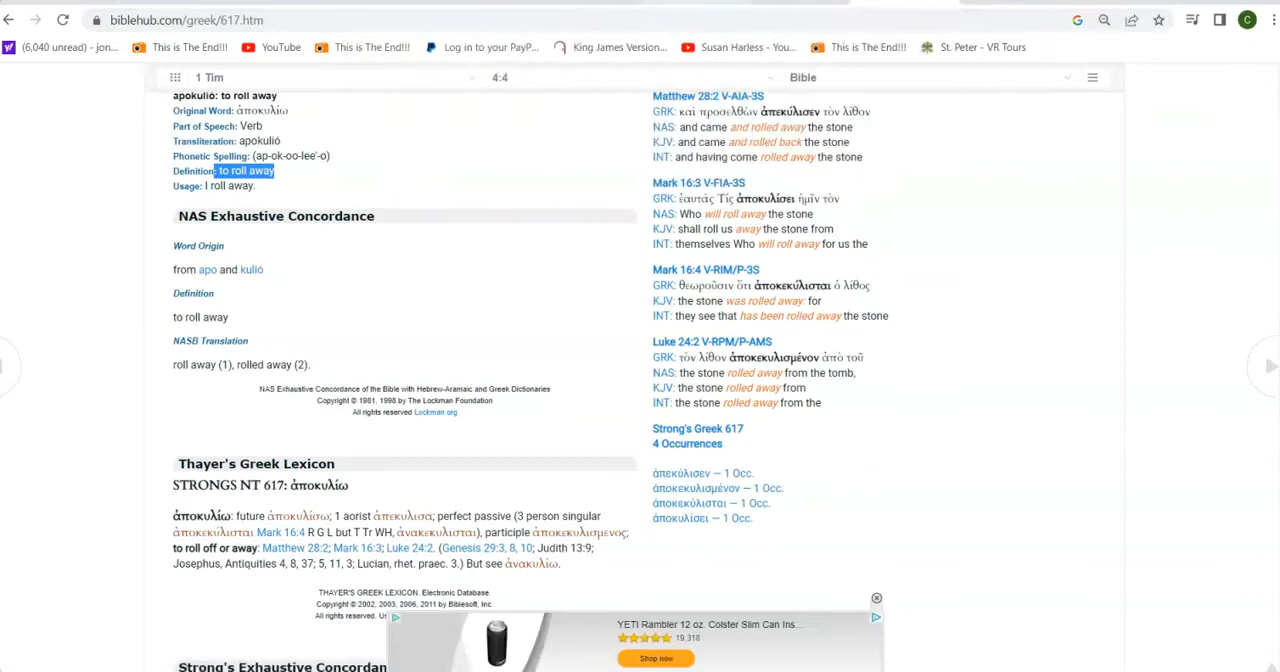 biblehub.com/greek/617.htm
C
(6,040 unread) - jon...
This is The End!!!
YouTube
This is The End!!!
Log in to your PayP...
King James Version...
Susan Harless - You...
This is The End!!!
St. Peter - VR Tours
1 Tim
4:4
Bible
apokulió: to roll away
Original Word: ἀποκυλίω
Part of Speech: Verb
Transliteration: apokulió
Phonetic Spelling: (ap-ok-oo-lee'-o)
Definition: to roll away
Usage: I roll away.
NAS Exhaustive Concordance
Word Origin
from apo and kulió
Definition
to roll away
NASB Translation
roll away (1), rolled away (2).
NAS Exhaustive Concordance of the Bible with Hebrew-Aramaic and Greek Dictionaries
Copyright © 1981, 1998 by The Lockman Foundation
All rights reserved Lockman.org
Thayer's Greek Lexicon
STRONGS NT 617: ἀποκυλίω
ἀποκυλίω: future ἀποκυλίσω; 1 aorist ἀπεκυλισα; perfect passive (3 person singular
ἀποκεκύλισται Mark 16:4 R G L but T Tr WH, ἀνακεκυλισται), participle ἀποκεκυλισμενος;
to roll off or away: Matthew 28:2; Mark 16:3; Luke 24:2. (Genesis 29:3, 8, 10; Judith 13:9;
Josephus, Antiquities 4, 8, 37; 5, 11, 3; Lucian, rhet. praec. 3.) But see ἀνακυλίω.
THAYER'S GREEK LEXICON, Electronic Database.
Copyright © 2002, 2003, 2006, 2011 by Biblesoft, Inc.
All rights reserved. Us
Strong's Exhaustive Concordan
Matthew 28:2 V-AIA-3S
GRK: καὶ προσελθὼν ἀπεκύλισεν τὸν λίθον
NAS: and came and rolled away the stone
KJV: and came and rolled back the stone
INT: and having come rolled away the stone
Mark 16:3 V-FIA-3S
GRK: ἑαυτάς Τίς ἀποκυλίσει ἡμῖν τὸν
NAS: Who will roll away the stone
KJV: shall roll us away the stone from
INT: themselves Who will roll away for us the
Mark 16:4 V-RIM/P-3S
GRK: θεωροῦσιν ὅτι ἀποκεκύλισται ὁ λίθος
KJV: the stone was rolled away: for
INT: they see that has been rolled away the stone
Luke 24:2 V-RPM/P-AMS
GRK: τὸν λίθον ἀποκεκυλισμένον ἀπὸ τοῦ
NAS: the stone rolled away from the tomb,
KJV: the stone rolled away from
INT: the stone rolled away from the
Strong's Greek 617
4 Occurrences
ἀπεκύλισεν — 1 Occ.
ἀποκεκυλισμένον — 1 Occ.
ἀποκεκύλισται — 1 Occ.
ἀποκυλίσει — 1 Occ.
YETI Rambler 12 oz. Colster Slim Can Ins...
19,318
Shop now